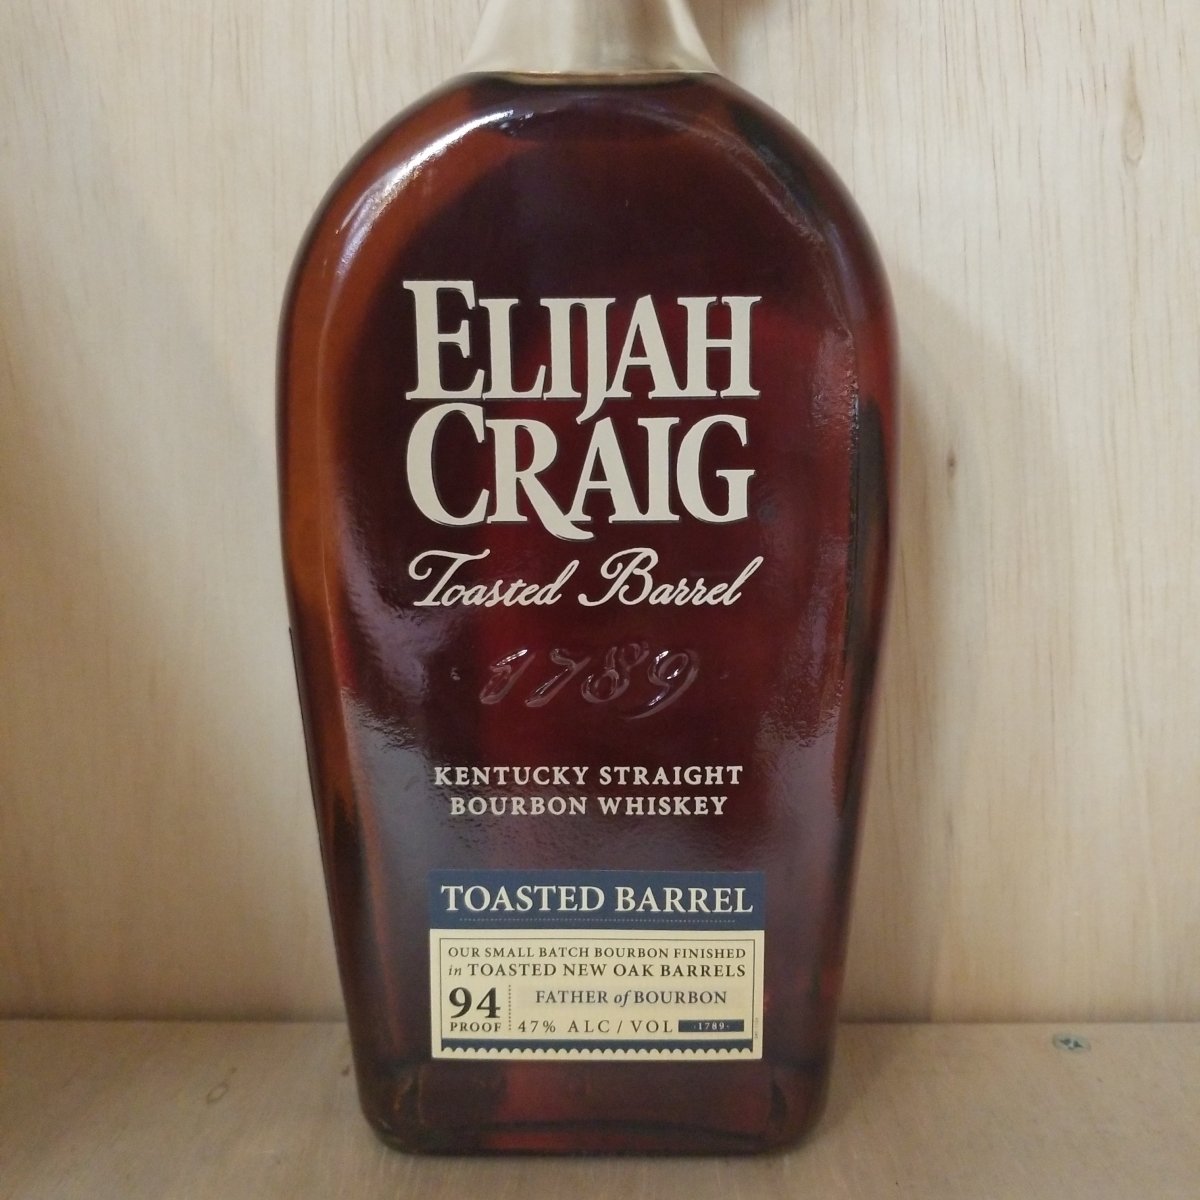 ELIJAH
CRAIG
Toasted Barrel
1789
KENTUCKY STRAIGHT
BOURBON WHISKEY
TOASTED BARREL
OUR SMALL BATCH BOURBON FINISHED
in TOASTED NEW OAK BARRELS
94
PROOF
FATHER of BOURBON
47% ALC/VOL
·1789·